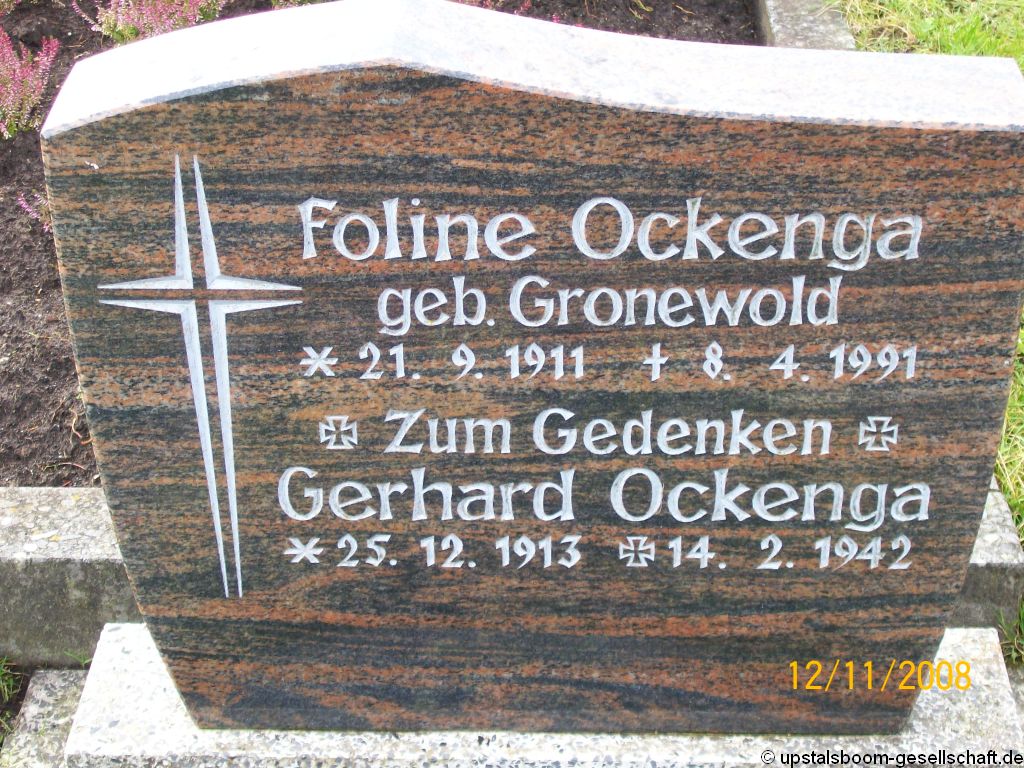 Foline Ockenga
geb. Gronewold
* 21. 9. 1911 † 8. 4. 1991
✠ Zum Gedenken ✠
Gerhard Ockenga
* 25. 12. 1913 ✠ 14. 2. 1942
12/11/2008
© upstalsboom-gesellschaft.de